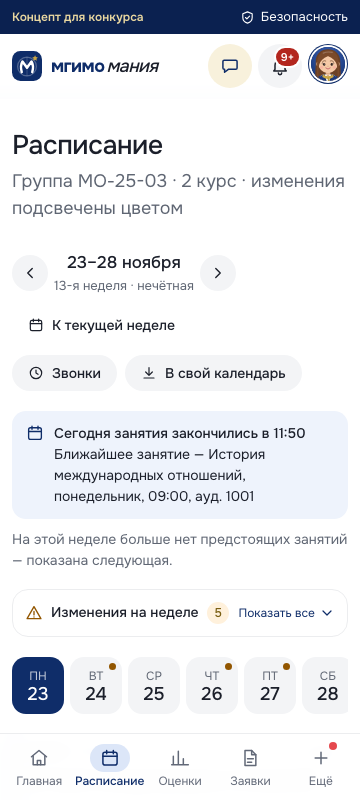 Концепт для конкурса
Безопасность
мгимо мания
9+
Расписание
Группа МО-25-03 · 2 курс · изменения
подсвечены цветом
23–28 ноября
13-я неделя · нечётная
К текущей неделе
Звонки
В свой календарь
Сегодня занятия закончились в 11:50
Ближайшее занятие — История
международных отношений,
понедельник, 09:00, ауд. 1001
На этой неделе больше нет предстоящих занятий
— показана следующая.
Изменения на неделе 5 Показать все
ПН ВТ СР ЧТ ПТ СБ
23 24 25 26 27 28
Главная Расписание Оценки Заявки Ещё